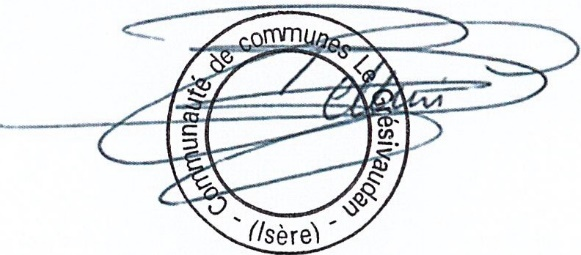 Communauté de communes Le Grésivaudan
- (Isère) -